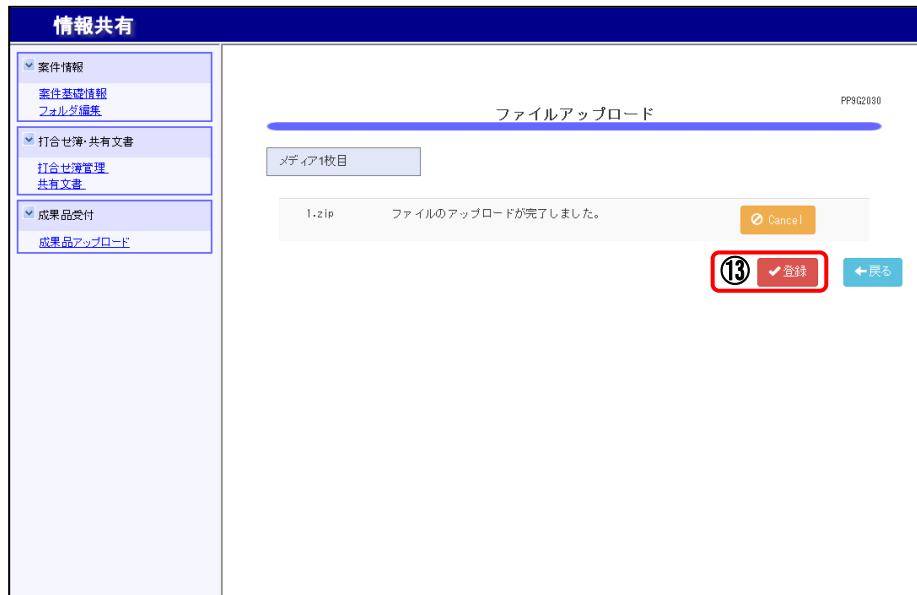 情報共有
案件情報
案件基礎情報
フォルダ編集
打合せ簿・共有文書
打合せ簿管理
共有文書
成果品受付
成果品アップロード
PP9G2030
ファイルアップロード
メディア1枚目
1.zip ファイルのアップロードが完了しました。 Cancel
⑬ 登録 戻る